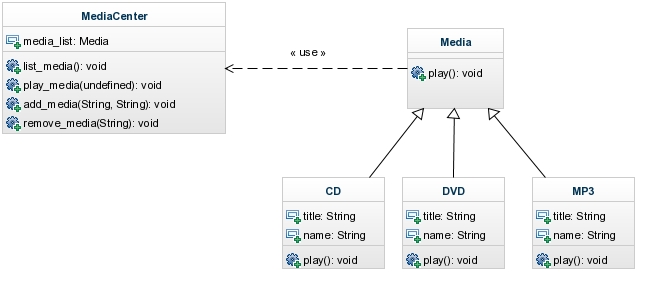 MediaCenter
media_list: Media
list_media(): void
play_media(undefined): void
add_media(String, String): void
remove_media(String): void
« use »
Media
play(): void
CD
title: String
name: String
play(): void
DVD
title: String
name: String
play(): void
MP3
title: String
name: String
play(): void